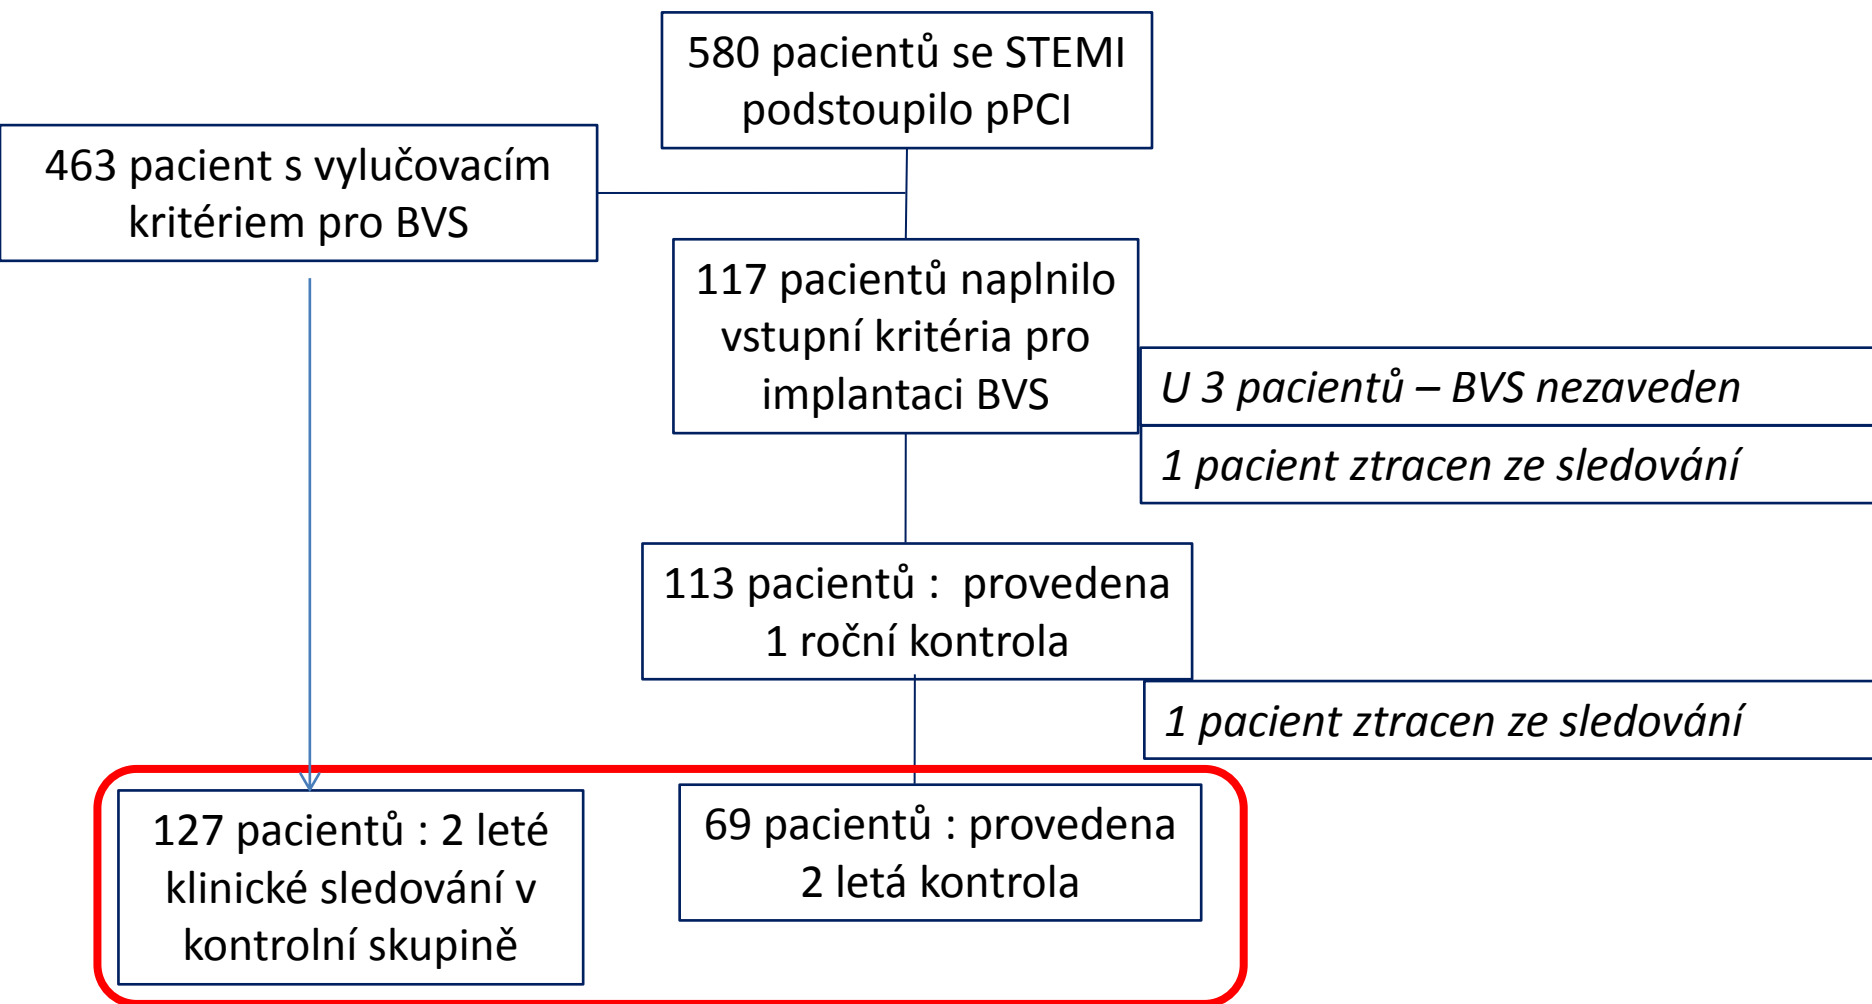 580 pacientů se STEMI
podstoupilo pPCI
463 pacient s vylučovacím
kritériem pro BVS
117 pacientů naplnilo
vstupní kritéria pro
implantaci BVS
U 3 pacientů – BVS nezaveden
1 pacient ztracen ze sledování
113 pacientů : provedena
1 roční kontrola
1 pacient ztracen ze sledování
127 pacientů : 2 leté
klinické sledování v
kontrolní skupině
69 pacientů : provedena
2 letá kontrola